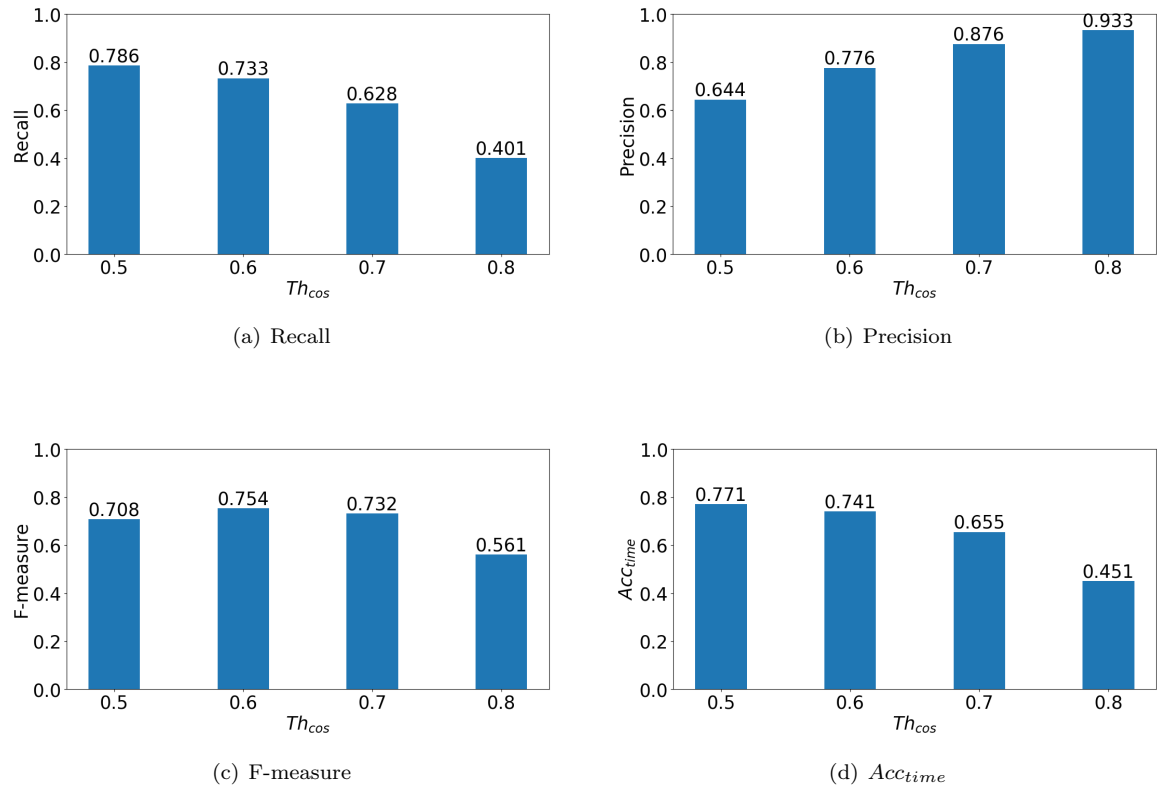 1.0
0.8
0.6
0.4
0.2
0.0
Recall
0.786
0.733
0.628
0.401
0.5 0.6 0.7 0.8
Th_cos
(a) Recall
1.0
0.8
0.6
0.4
0.2
0.0
Precision
0.644
0.776
0.876
0.933
0.5 0.6 0.7 0.8
Th_cos
(b) Precision
1.0
0.8
0.6
0.4
0.2
0.0
F-measure
0.708
0.754
0.732
0.561
0.5 0.6 0.7 0.8
Th_cos
(c) F-measure
1.0
0.8
0.6
0.4
0.2
0.0
Acc_time
0.771
0.741
0.655
0.451
0.5 0.6 0.7 0.8
Th_cos
(d) Acc_time